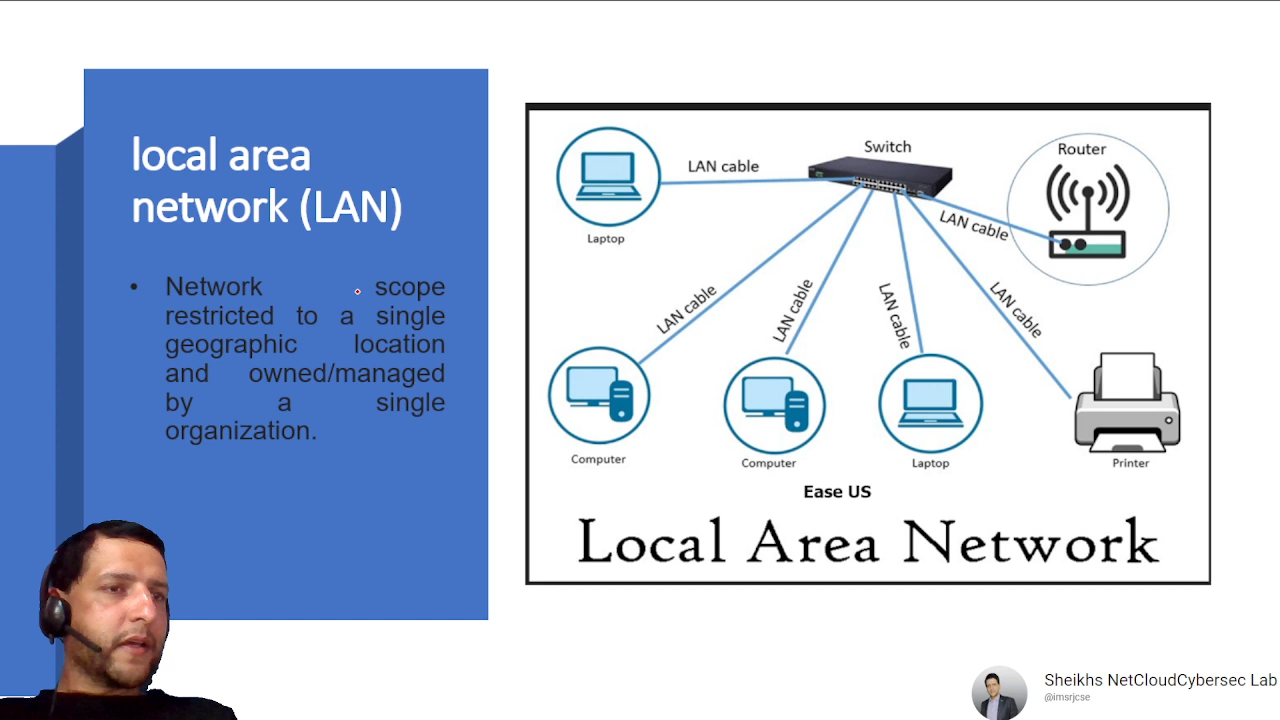 local area
network (LAN)
• Network scope
restricted to a single
geographic location
and owned/managed
by a single
organization.
Switch
Router
LAN cable
LAN cable
Laptop
LAN cable
LAN cable
LAN cable
LAN cable
Computer
Computer
Laptop
Printer
Ease US
Local Area Network
Sheikhs NetCloudCybersec Lab
@imsrjcse